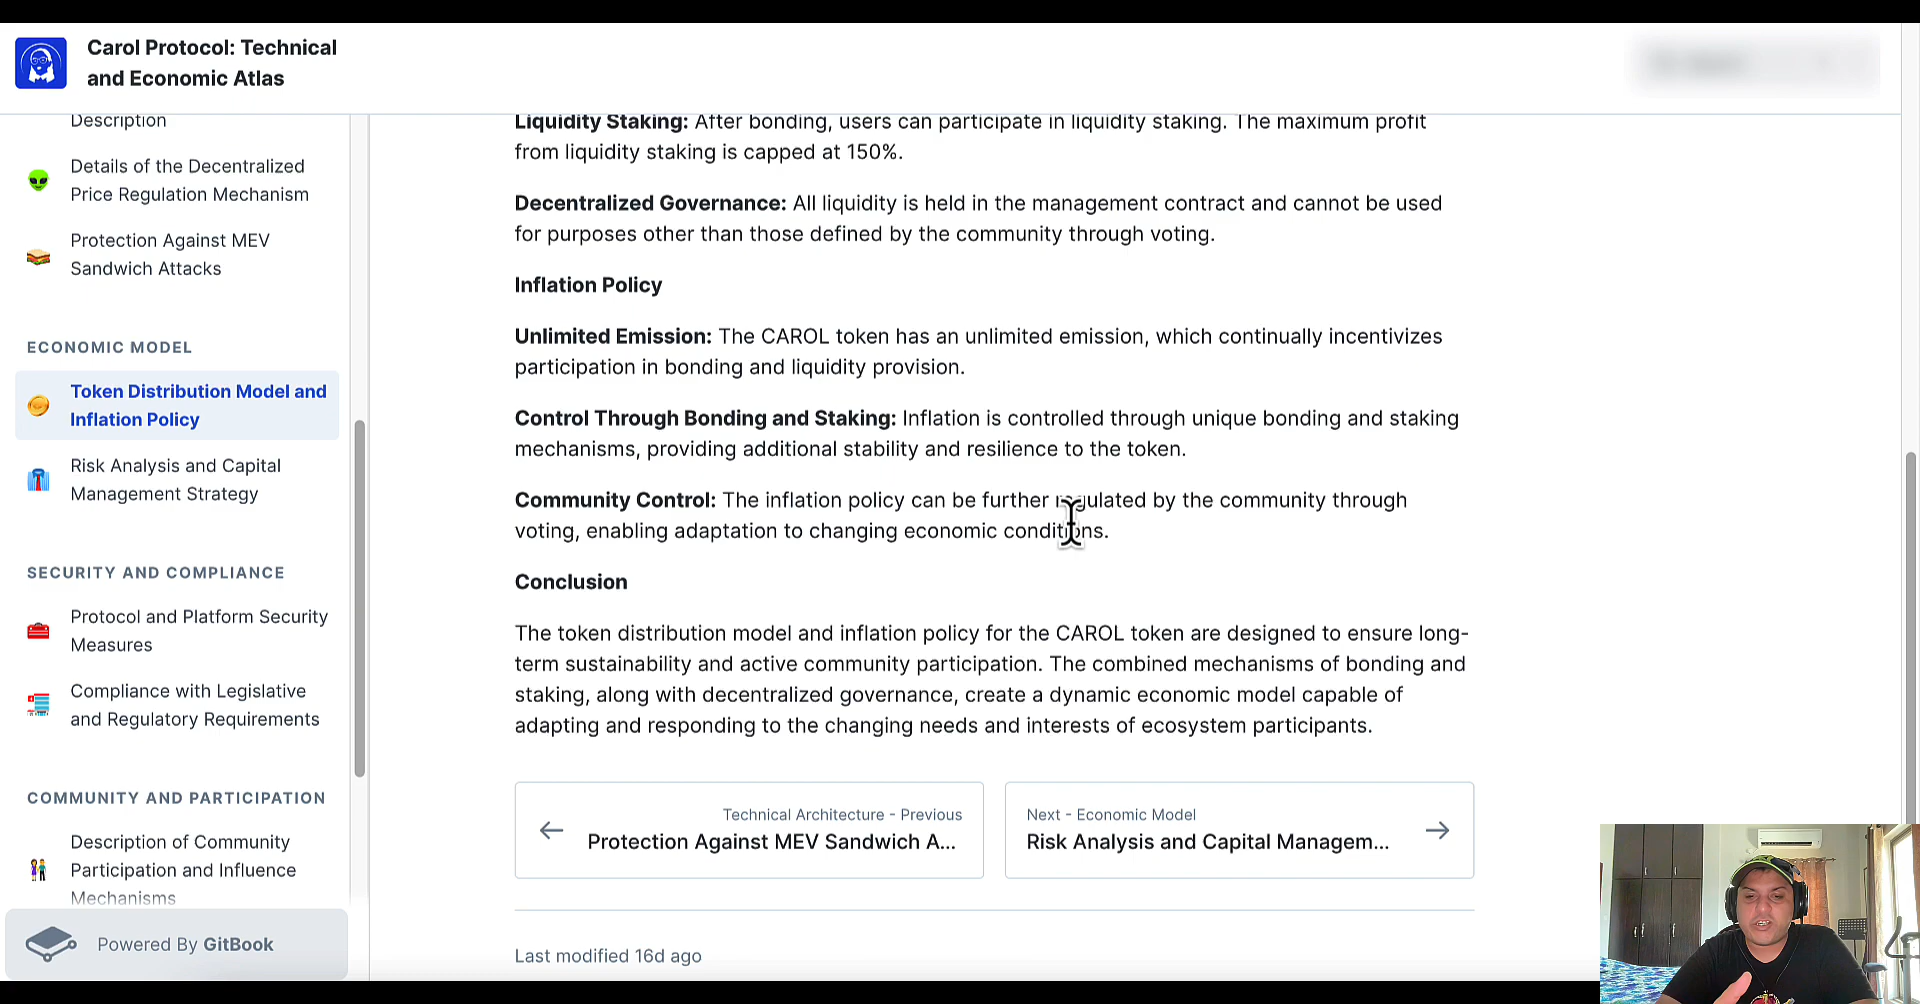 Carol Protocol: Technical
and Economic Atlas
Description
Details of the Decentralized
Price Regulation Mechanism
Protection Against MEV
Sandwich Attacks
ECONOMIC MODEL
Token Distribution Model and
Inflation Policy
Risk Analysis and Capital
Management Strategy
SECURITY AND COMPLIANCE
Protocol and Platform Security
Measures
Compliance with Legislative
and Regulatory Requirements
COMMUNITY AND PARTICIPATION
Description of Community
Participation and Influence
Mechanisms
Powered By GitBook
Liquidity Staking: After bonding, users can participate in liquidity staking. The maximum profit
from liquidity staking is capped at 150%.
Decentralized Governance: All liquidity is held in the management contract and cannot be used
for purposes other than those defined by the community through voting.
Inflation Policy
Unlimited Emission: The CAROL token has an unlimited emission, which continually incentivizes
participation in bonding and liquidity provision.
Control Through Bonding and Staking: Inflation is controlled through unique bonding and staking
mechanisms, providing additional stability and resilience to the token.
Community Control: The inflation policy can be further regulated by the community through
voting, enabling adaptation to changing economic conditions.
Conclusion
The token distribution model and inflation policy for the CAROL token are designed to ensure long-
term sustainability and active community participation. The combined mechanisms of bonding and
staking, along with decentralized governance, create a dynamic economic model capable of
adapting and responding to the changing needs and interests of ecosystem participants.
Technical Architecture - Previous
Protection Against MEV Sandwich A...
Next - Economic Model
Risk Analysis and Capital Managem...
Last modified 16d ago